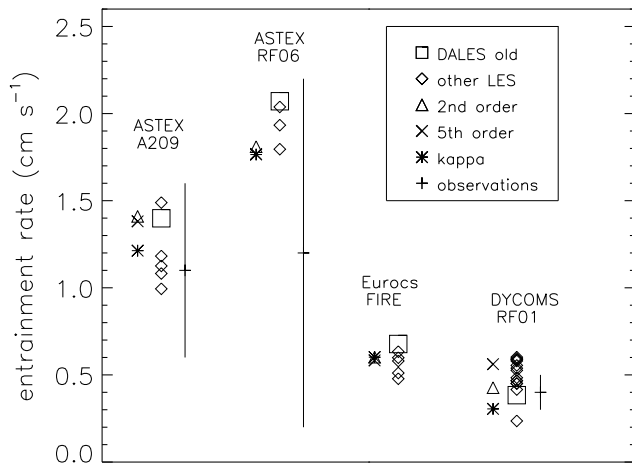 entrainment rate (cm s⁻¹)
2.5
2.0
1.5
1.0
0.5
0.0
ASTEX
A209
ASTEX
RF06
Eurocs
FIRE
DYCOMS
RF01
DALES old
other LES
2nd order
5th order
kappa
observations